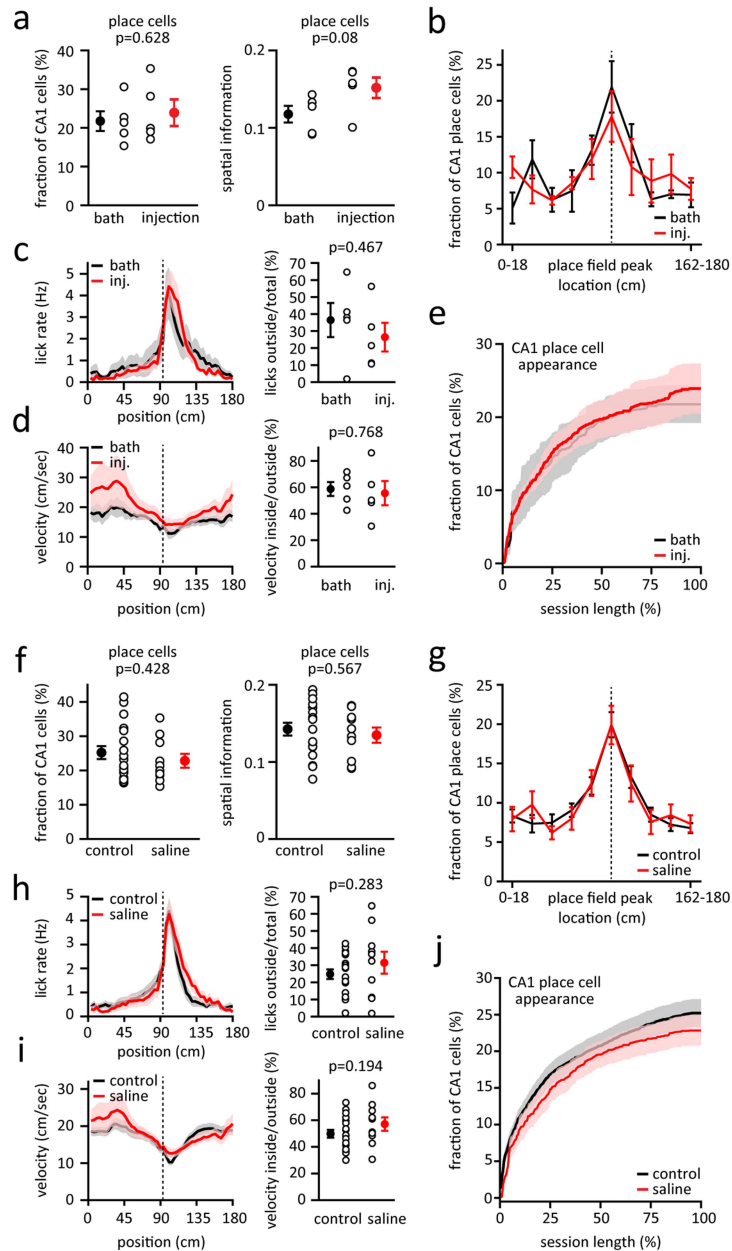 a
place cells
p=0.628
fraction of CA1 cells (%)
40
30
20
10
0
bath injection
place cells
p=0.08
spatial information
0.2
0.1
0
bath injection
b
fraction of CA1 place cells (%)
25
20
15
10
5
0
bath
inj.
0-18 place field peak 162-180
location (cm)
c
lick rate (Hz)
5
4
3
2
1
0
bath
inj.
0 45 90 135 180
position (cm)
p=0.467
licks outside/total (%)
70
60
50
40
30
20
10
0
bath inj.
d
velocity (cm/sec)
40
30
20
10
0
bath
inj.
0 45 90 135 180
position (cm)
p=0.768
velocity inside/outside (%)
100
80
60
40
20
0
bath inj.
e
CA1 place cell
appearance
fraction of CA1 cells (%)
30
20
10
0
bath
inj.
0 25 50 75 100
session length (%)
f
place cells
p=0.428
fraction of CA1 cells (%)
40
30
20
10
0
control saline
place cells
p=0.567
spatial information
0.2
0.1
0
control saline
g
fraction of CA1 place cells (%)
25
20
15
10
5
0
control
saline
0-18 place field peak 162-180
location (cm)
h
lick rate (Hz)
5
4
3
2
1
0
control
saline
0 45 90 135 180
position (cm)
p=0.283
licks outside/total (%)
70
60
50
40
30
20
10
0
control saline
i
velocity (cm/sec)
40
30
20
10
0
control
saline
0 45 90 135 180
position (cm)
p=0.194
velocity inside/outside (%)
100
80
60
40
20
0
control saline
j
CA1 place cell
appearance
fraction of CA1 cells (%)
30
25
20
15
10
5
0
control
saline
0 25 50 75 100
session length (%)